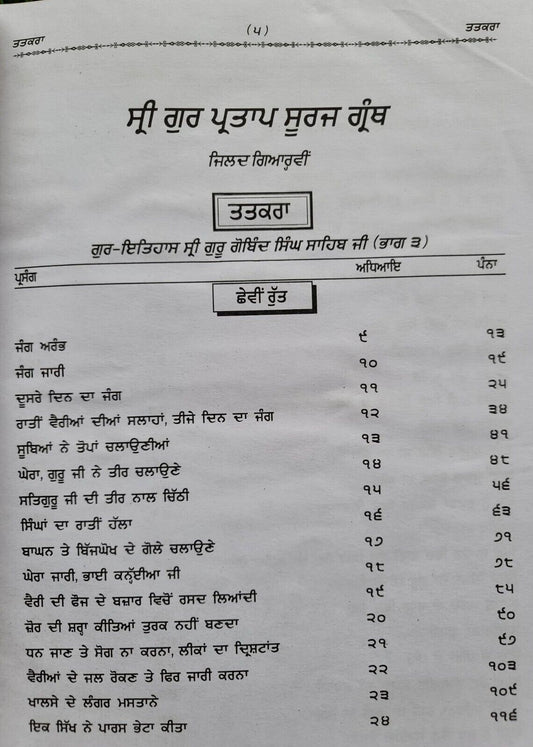 ਤਤਕਰਾ (੫) ਤਤਕਰਾ
ਸ੍ਰੀ ਗੁਰ ਪ੍ਰਤਾਪ ਸੂਰਜ ਗ੍ਰੰਥ
ਜਿਲਦ ਗਿਆਰ੍ਹਵੀਂ
ਤਤਕਰਾ
ਗੁਰ-ਇਤਿਹਾਸ ਸ੍ਰੀ ਗੁਰੂ ਗੋਬਿੰਦ ਸਿੰਘ ਸਾਹਿਬ ਜੀ (ਭਾਗ ੩)
ਪ੍ਰਸੰਗ ਅਧਿਆਇ ਪੰਨਾ
ਛੇਵੀਂ ਰੁੱਤ
ਜੰਗ ਅਰੰਭ ੯ ੧੩
ਜੰਗ ਜਾਰੀ ੧੦ ੧੯
ਦੂਸਰੇ ਦਿਨ ਦਾ ਜੰਗ ੧੧ ੨੫
ਰਾਤੀਂ ਵੈਰੀਆਂ ਦੀਆਂ ਸਲਾਹਾਂ, ਤੀਜੇ ਦਿਨ ਦਾ ਜੰਗ ੧੨ ੩੪
ਸੂਬਿਆਂ ਨੇ ਤੋਪਾਂ ਚਲਾਉਣੀਆਂ ੧੩ ੪੧
ਘੇਰਾ, ਗੁਰੂ ਜੀ ਨੇ ਤੀਰ ਚਲਾਉਣੇ ੧੪ ੪੮
ਸਤਿਗੁਰੂ ਜੀ ਦੀ ਤੀਰ ਨਾਲ ਚਿੱਠੀ ੧੫ ੫੬
ਸਿੰਘਾਂ ਦਾ ਰਾਤੀਂ ਹੱਲਾ ੧੬ ੬੩
ਬਾਘਨ ਤੇ ਬਿੱਜਘੋਖ ਦੇ ਗੋਲੇ ਚਲਾਉਣੇ ੧੭ ੭੧
ਘੇਰਾ ਜਾਰੀ, ਭਾਈ ਕਨ੍ਹੱਈਆ ਜੀ ੧੮ ੭੮
ਵੈਰੀ ਦੀ ਫੌਜ ਦੇ ਬਜ਼ਾਰ ਵਿਚੋਂ ਰਸਦ ਲਿਆਂਦੀ ੧੯ ੮੫
ਜ਼ੋਰ ਦੀ ਸ਼ਰ੍ਹਾ ਕੀਤਿਆਂ ਤੁਰਕ ਨਹੀਂ ਬਣਦਾ ੨੦ ੯੦
ਧਨ ਜਾਣ ਤੇ ਸੋਗ ਨਾ ਕਰਨਾ, ਲੀਕਾਂ ਦਾ ਦ੍ਰਿਸ਼ਟਾਂਤ ੨੧ ੯੭
ਵੈਰੀਆਂ ਦੇ ਜਲ ਰੋਕਣ ਤੇ ਫਿਰ ਜਾਰੀ ਕਰਨਾ ੨੨ ੧੦੩
ਖਾਲਸੇ ਦੇ ਲੰਗਰ ਮਸਤਾਨੇ ੨੩ ੧੦੯
ਇਕ ਸਿੱਖ ਨੇ ਪਾਰਸ ਭੇਟਾ ਕੀਤਾ ੨੪ ੧੧੬